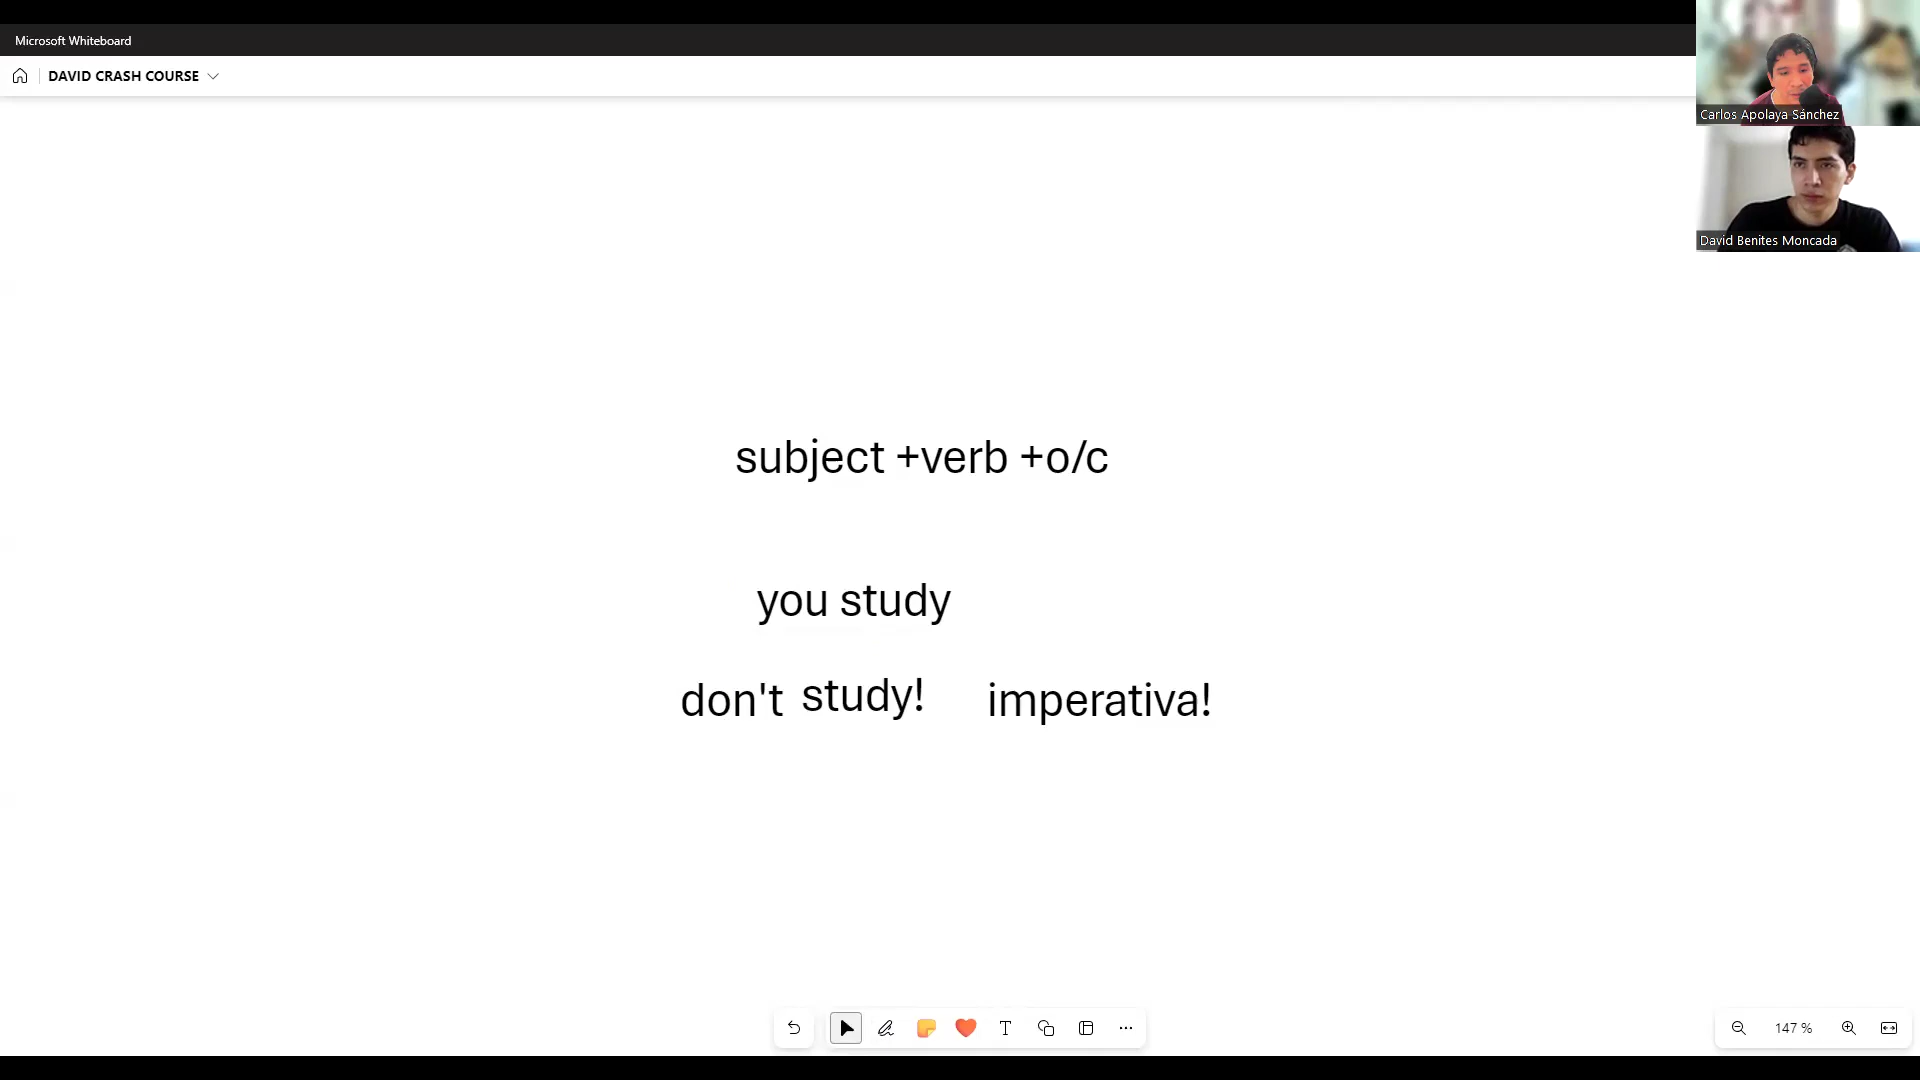 Microsoft Whiteboard
DAVID CRASH COURSE
Carlos Apolaya Sánchez
David Benites Moncada
subject +verb +o/c
you study
don't study! imperativa!
147 %